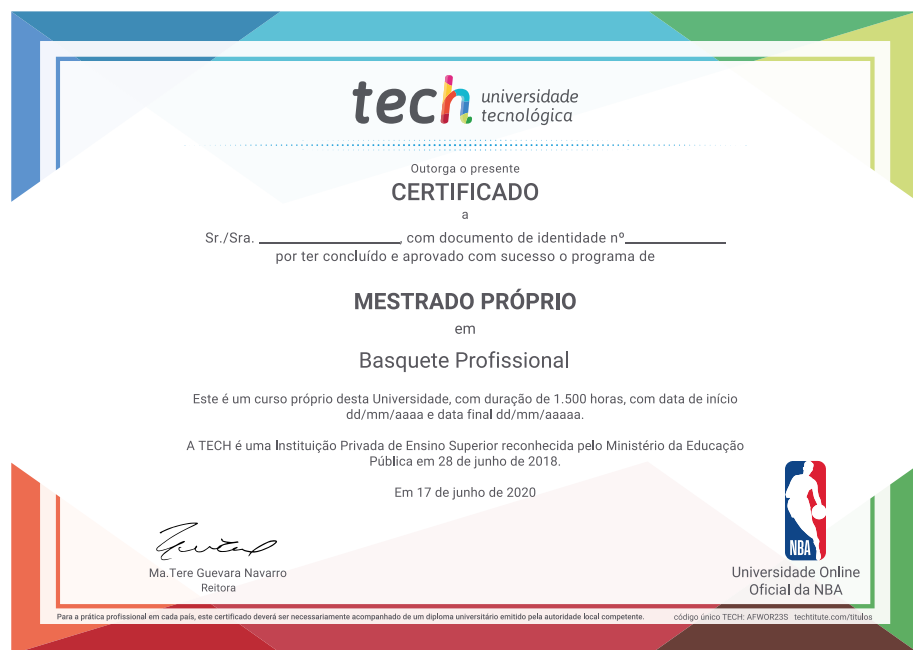 tech universidade
tecnológica
Outorga o presente
CERTIFICADO
a
Sr./Sra. ____________________, com documento de identidade nº______________
por ter concluído e aprovado com sucesso o programa de
MESTRADO PRÓPRIO
em
Basquete Profissional
Este é um curso próprio desta Universidade, com duração de 1.500 horas, com data de início
dd/mm/aaaa e data final dd/mm/aaaaa.
A TECH é uma Instituição Privada de Ensino Superior reconhecida pelo Ministério da Educação
Pública em 28 de junho de 2018.
Em 17 de junho de 2020
Ma.Tere Guevara Navarro
Reitora
NBA
Universidade Online
Oficial da NBA
Para a prática profissional em cada país, este certificado deverá ser necessariamente acompanhado de um diploma universitário emitido pela autoridade local competente.
código único TECH: AFWOR23S techtitute.com/titulos